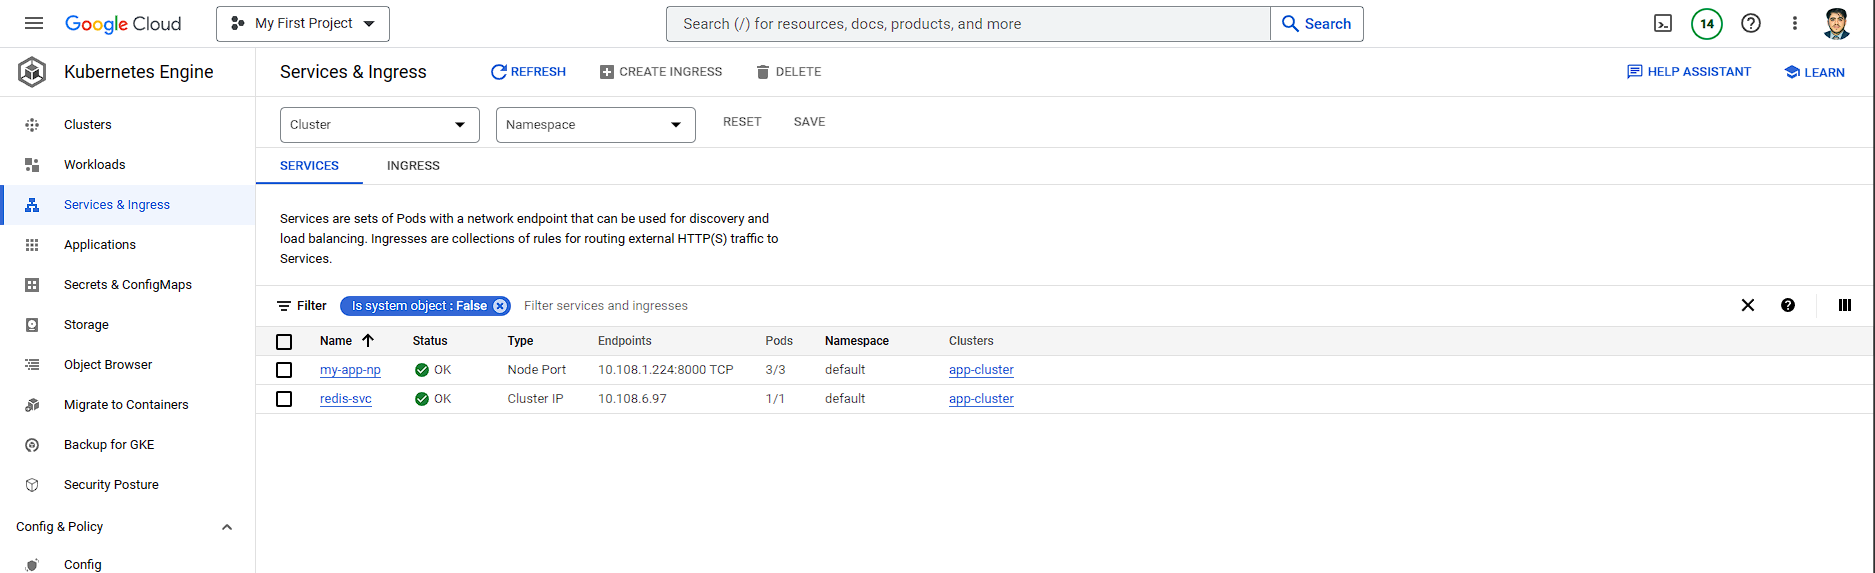 Google Cloud
My First Project
Search (/) for resources, docs, products, and more
Search
14
Kubernetes Engine
Services & Ingress
REFRESH
CREATE INGRESS
DELETE
HELP ASSISTANT
LEARN
Clusters
Workloads
Services & Ingress
Applications
Secrets & ConfigMaps
Storage
Object Browser
Migrate to Containers
Backup for GKE
Security Posture
Config & Policy
Config
Cluster
Namespace
RESET
SAVE
SERVICES
INGRESS
Services are sets of Pods with a network endpoint that can be used for discovery and
load balancing. Ingresses are collections of rules for routing external HTTP(S) traffic to
Services.
Filter
Is system object : False
Filter services and ingresses
Name Status Type Endpoints Pods Namespace Clusters
my-app-np OK Node Port 10.108.1.224:8000 TCP 3/3 default app-cluster
redis-svc OK Cluster IP 10.108.6.97 1/1 default app-cluster